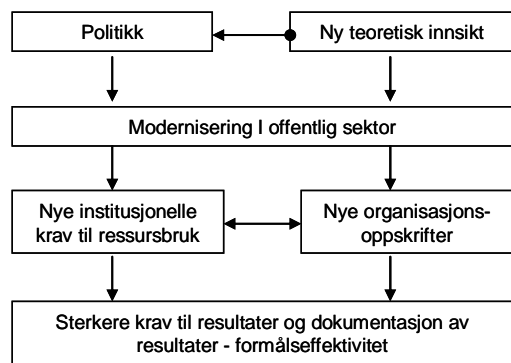 Politikk
Ny teoretisk innsikt
Modernisering I offentlig sektor
Nye institusjonelle
krav til ressursbruk
Nye organisasjons-
oppskrifter
Sterkere krav til resultater og dokumentasjon av
resultater - formålseffektivitet